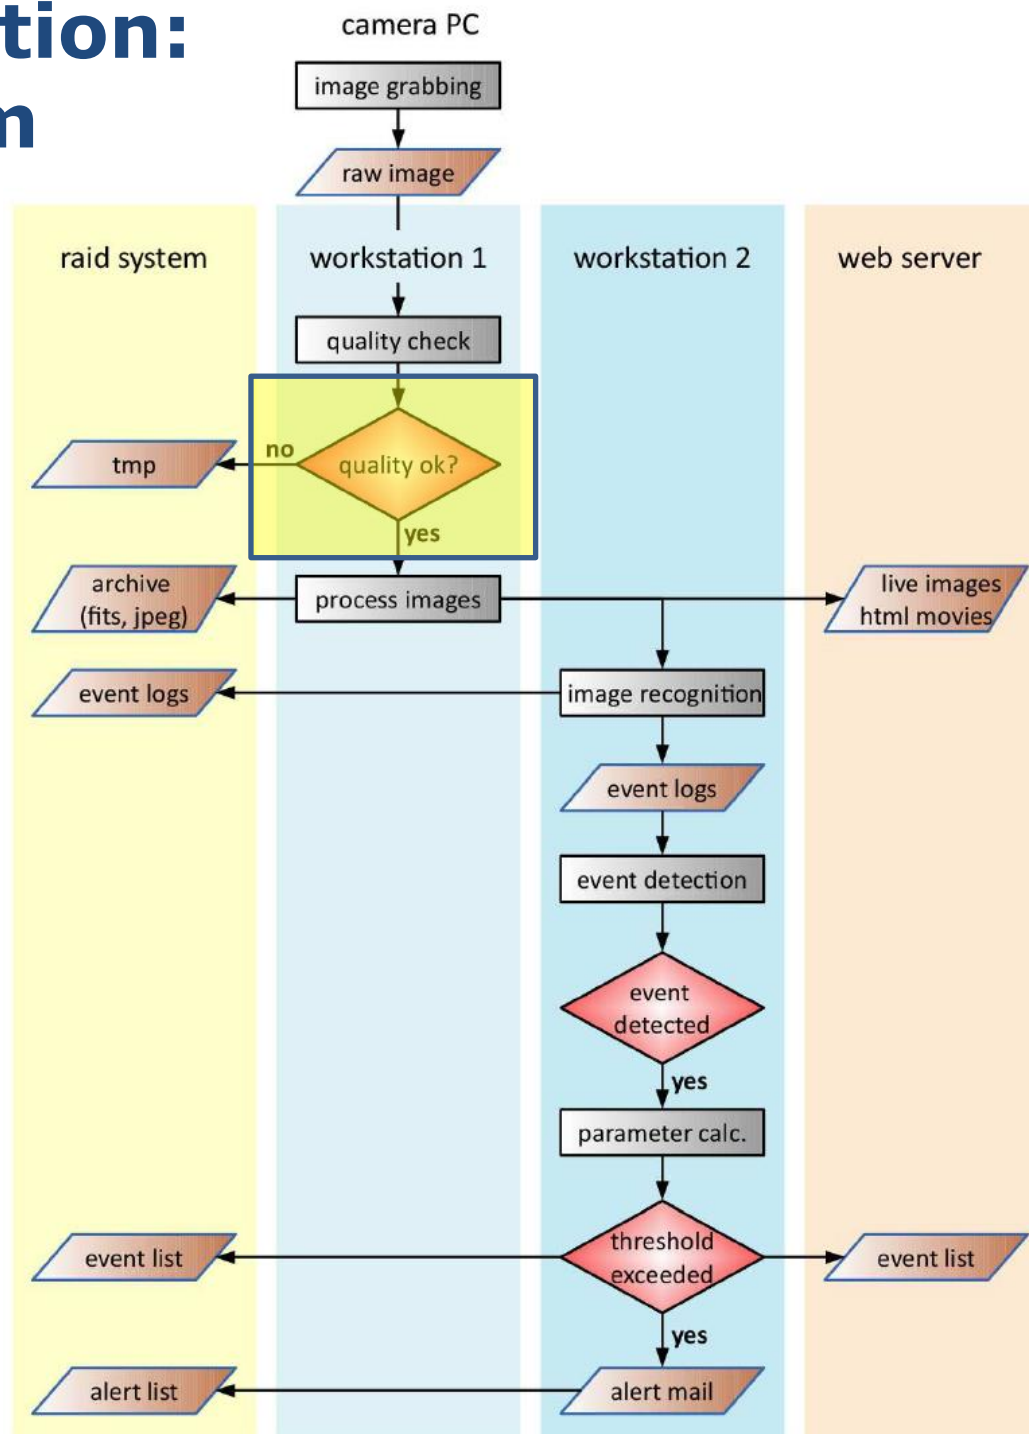 tion:
m
camera PC
image grabbing
raw image
raid system
workstation 1
workstation 2
web server
quality check
quality ok?
no
tmp
yes
archive
(fits, jpeg)
process images
live images
html movies
event logs
image recognition
event logs
event detection
event
detected
yes
parameter calc.
event list
threshold
exceeded
event list
yes
alert list
alert mail